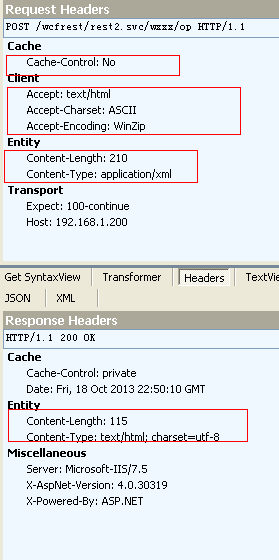 Request Headers
POST /wcfrest/rest2.svc/wxxx/op HTTP/1.1
Cache
Cache-Control: No
Client
Accept: text/html
Accept-Charset: ASCII
Accept-Encoding: WinZip
Entity
Content-Length: 210
Content-Type: application/xml
Transport
Expect: 100-continue
Host: 192.168.1.200
Get SyntaxView Transformer Headers TextVi
JSON XML
Response Headers
HTTP/1.1 200 OK
Cache
Cache-Control: private
Date: Fri, 18 Oct 2013 22:50:10 GMT
Entity
Content-Length: 115
Content-Type: text/html; charset=utf-8
Miscellaneous
Server: Microsoft-IIS/7.5
X-AspNet-Version: 4.0.30319
X-Powered-By: ASP.NET